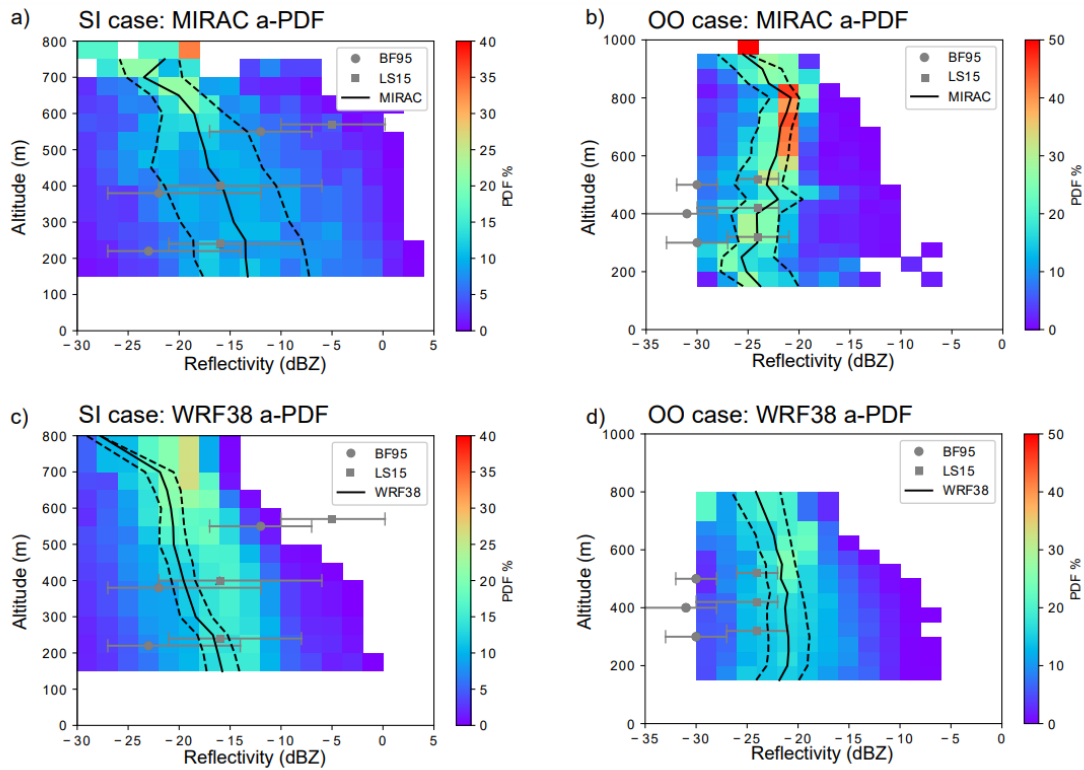 a) SI case: MIRAC a-PDF
800
700
600
500
400
300
200
100
0
Altitude (m)
−30 −25 −20 −15 −10 −5 0 5
Reflectivity (dBZ)
BF95
LS15
MIRAC
40
35
30
25
20
15
10
5
0
PDF %
b) OO case: MIRAC a-PDF
1000
800
600
400
200
0
Altitude (m)
−35 −30 −25 −20 −15 −10 −5 0
Reflectivity (dBZ)
BF95
LS15
MIRAC
50
40
30
20
10
0
PDF %
c) SI case: WRF38 a-PDF
800
700
600
500
400
300
200
100
0
Altitude (m)
−30 −25 −20 −15 −10 −5 0 5
Reflectivity (dBZ)
BF95
LS15
WRF38
40
35
30
25
20
15
10
5
0
PDF %
d) OO case: WRF38 a-PDF
1000
800
600
400
200
0
Altitude (m)
−35 −30 −25 −20 −15 −10 −5 0
Reflectivity (dBZ)
BF95
LS15
WRF38
50
40
30
20
10
0
PDF %